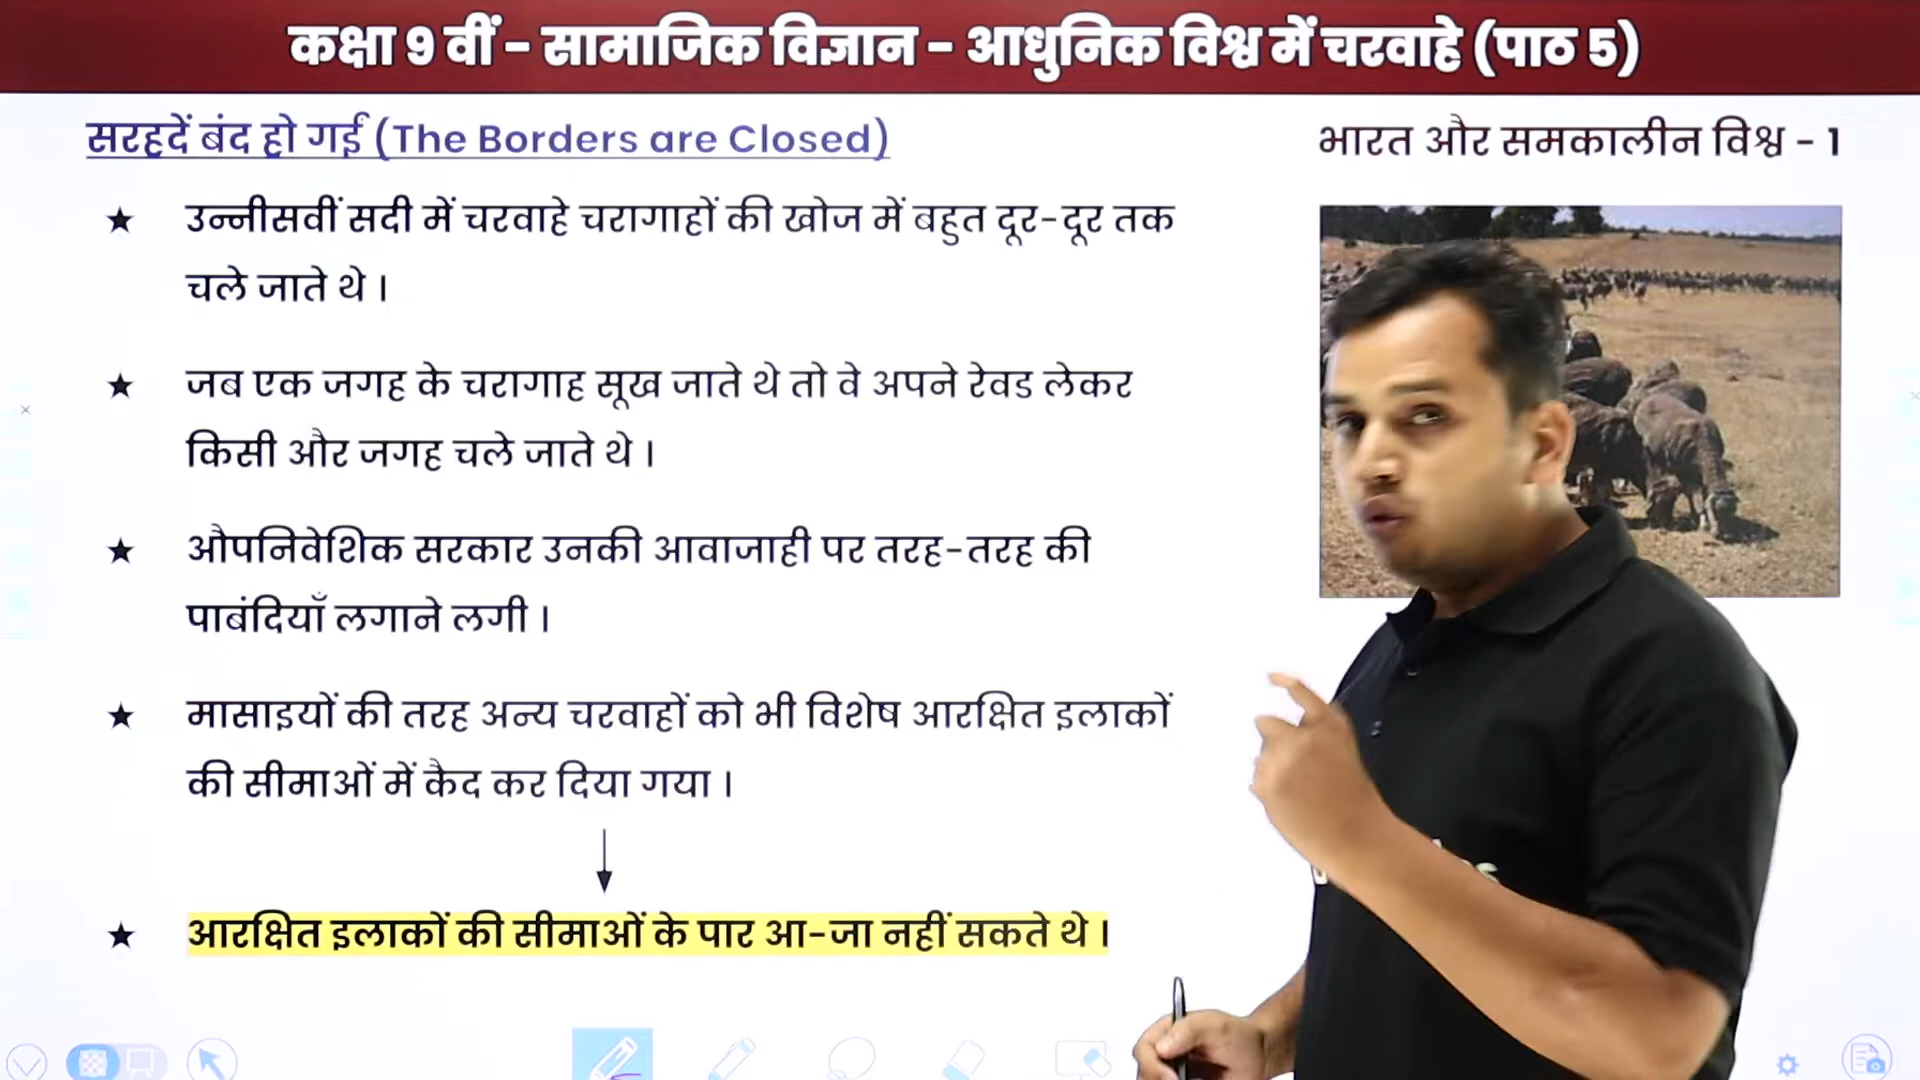 कक्षा 9 वीं - सामाजिक विज्ञान - आधुनिक विश्व में चरवाहे (पाठ 5)
सरहदें बंद हो गईं (The Borders are Closed)
भारत और समकालीन विश्व - 1
★ उन्नीसवीं सदी में चरवाहे चरागाहों की खोज में बहुत दूर-दूर तक
चले जाते थे ।
★ जब एक जगह के चरागाह सूख जाते थे तो वे अपने रेवड लेकर
किसी और जगह चले जाते थे ।
★ औपनिवेशिक सरकार उनकी आवाजाही पर तरह-तरह की
पाबंदियाँ लगाने लगी ।
★ मासाइयों की तरह अन्य चरवाहों को भी विशेष आरक्षित इलाकों
की सीमाओं में कैद कर दिया गया ।
★ आरक्षित इलाकों की सीमाओं के पार आ-जा नहीं सकते थे ।